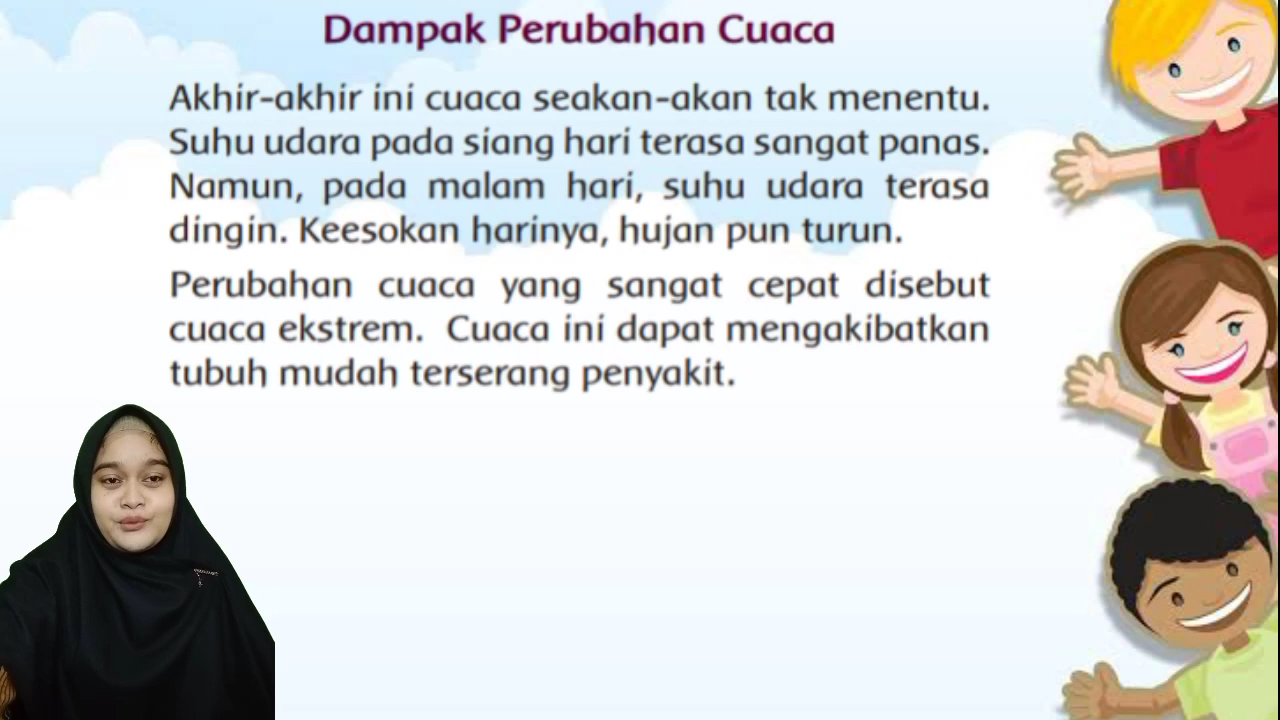 Dampak Perubahan Cuaca
Akhir-akhir ini cuaca seakan-akan tak menentu.
Suhu udara pada siang hari terasa sangat panas.
Namun, pada malam hari, suhu udara terasa
dingin. Keesokan harinya, hujan pun turun.
Perubahan cuaca yang sangat cepat disebut
cuaca ekstrem. Cuaca ini dapat mengakibatkan
tubuh mudah terserang penyakit.